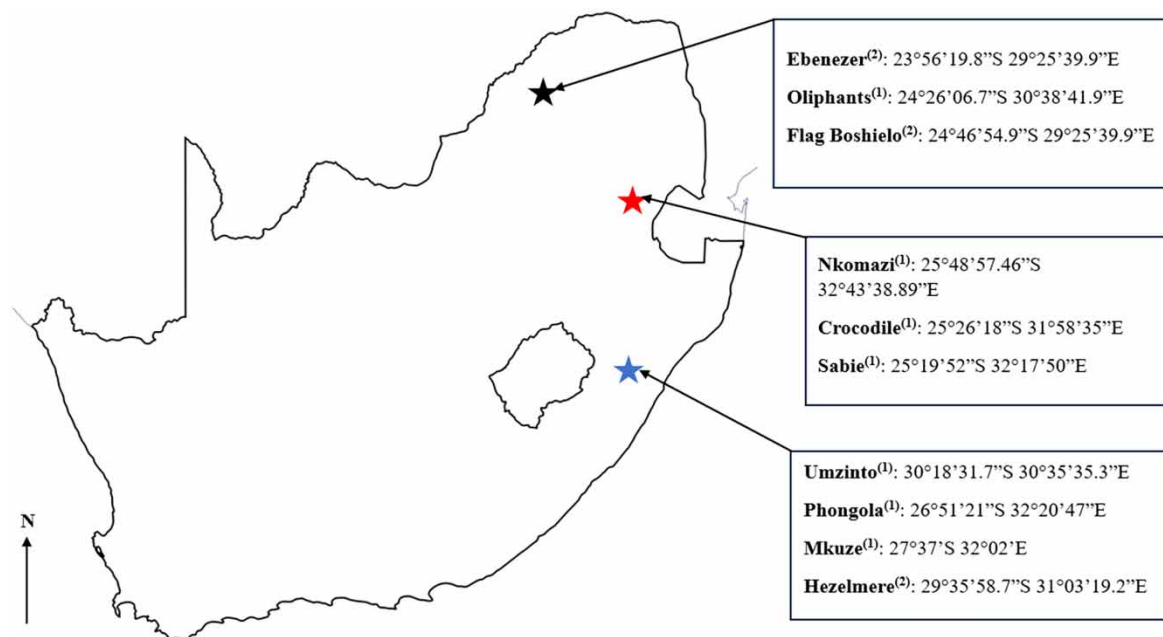 Ebenezer(2): 23°56’19.8”S 29°25’39.9”E
Oliphants(1): 24°26’06.7”S 30°38’41.9”E
Flag Boshielo(2): 24°46’54.9”S 29°25’39.9”E
Nkomazi(1): 25°48’57.46”S
32°43’38.89”E
Crocodile(1): 25°26’18”S 31°58’35”E
Sabie(1): 25°19’52”S 32°17’50”E
Umzinto(1): 30°18’31.7”S 30°35’35.3”E
Phongola(1): 26°51’21”S 32°20’47”E
Mkuze(1): 27°37’S 32°02’E
Hezelmere(2): 29°35’58.7”S 31°03’19.2”E
N